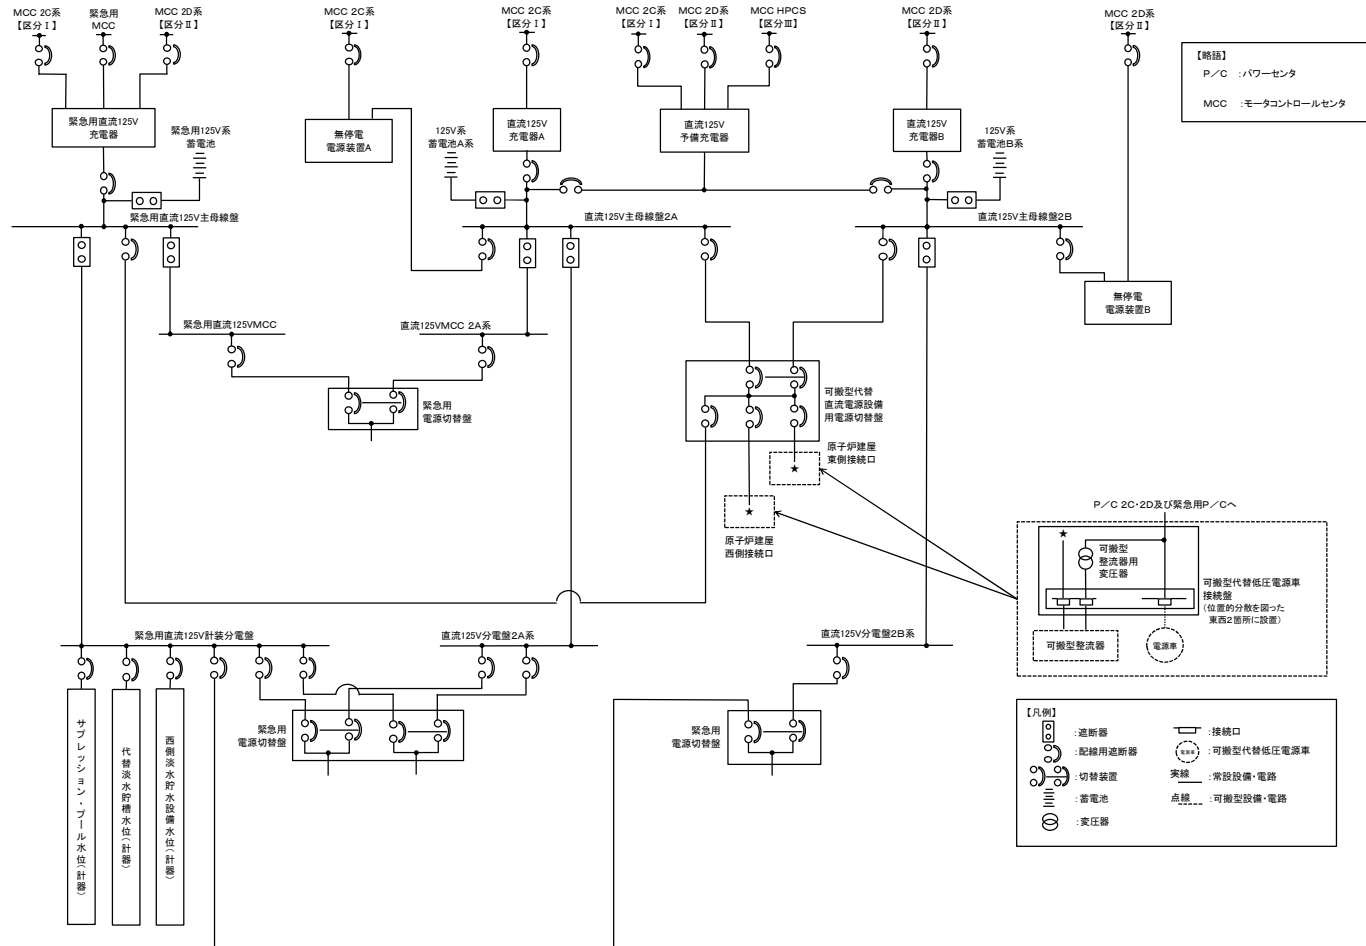 MCC 2C系
【区分Ⅰ】
緊急用
MCC
MCC 2D系
【区分Ⅱ】
MCC 2C系
【区分Ⅰ】
MCC 2C系
【区分Ⅰ】
MCC 2C系
【区分Ⅰ】
MCC 2D系
【区分Ⅱ】
MCC HPCS
【区分Ⅲ】
MCC 2D系
【区分Ⅱ】
MCC 2D系
【区分Ⅱ】
【略語】
P/C :パワーセンタ
MCC :モータコントロールセンタ
緊急用直流125V
充電器
緊急用125V系
蓄電池
無停電
電源装置A
125V系
蓄電池A系
直流125V
充電器A
直流125V
予備充電器
直流125V
充電器B
125V系
蓄電池B系
緊急用直流125V主母線盤
直流125V主母線盤2A
直流125V主母線盤2B
無停電
電源装置B
緊急用直流125VMCC
直流125VMCC 2A系
緊急用
電源切替盤
可搬型代替
直流電源設備
用電源切替盤
原子炉建屋
東側接続口
★
★
原子炉建屋
西側接続口
P/C 2C・2D及び緊急用P/Cへ
★
可搬型
整流器用
変圧器
可搬型代替低圧電源車
接続盤
(位置的分散を図った
東西2箇所に設置)
可搬型整流器
電源車
緊急用直流125V計装分電盤
直流125V分電盤2A系
直流125V分電盤2B系
サプレッション・プール水位(計器)
代替淡水貯槽水位(計器)
西側淡水貯水設備水位(計器)
緊急用
電源切替盤
緊急用
電源切替盤
【凡例】
:遮断器
:配線用遮断器
:切替装置
:蓄電池
:変圧器
:接続口
電源車
:可搬型代替低圧電源車
実線 :常設設備・電路
点線 :可搬型設備・電路